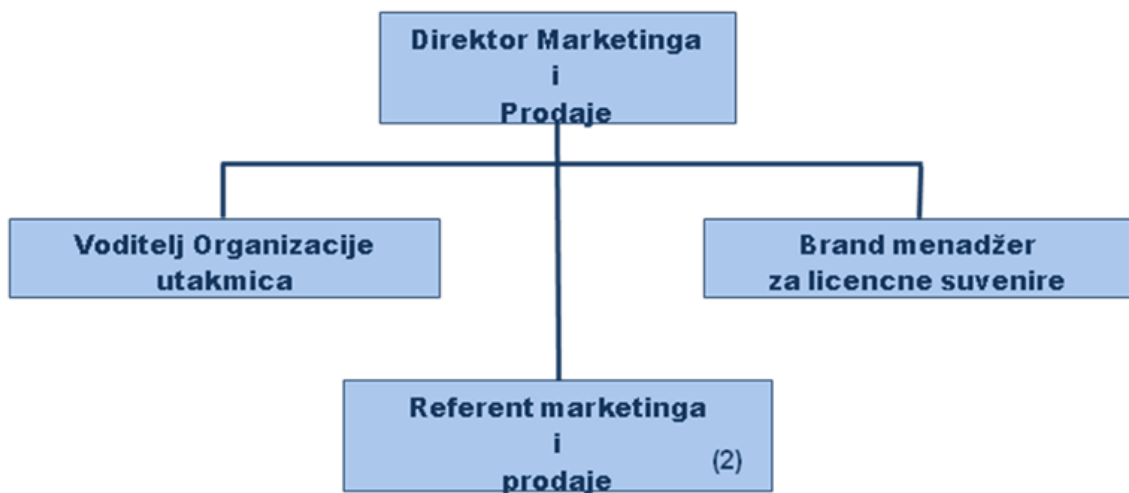 Direktor Marketinga
i
Prodaje
Voditelj Organizacije
utakmica
Brand menadžer
za licencne suvenire
Referent marketinga
i
prodaje
(2)